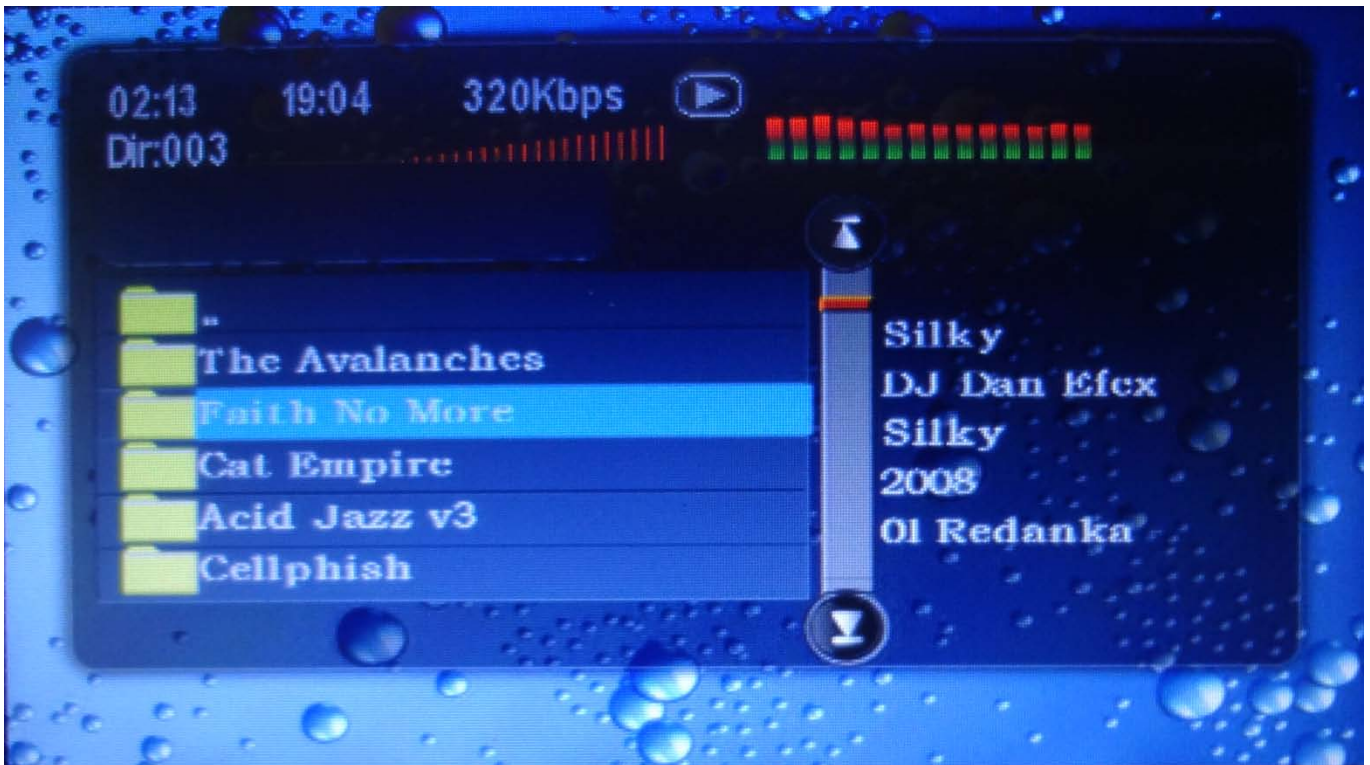 02:13 19:04 320Kbps
Dir:003
..
The Avalanches
Faith No More
Cat Empire
Acid Jazz v3
Cellphish
Silky
DJ Dan Efex
Silky
2008
01 Redanka